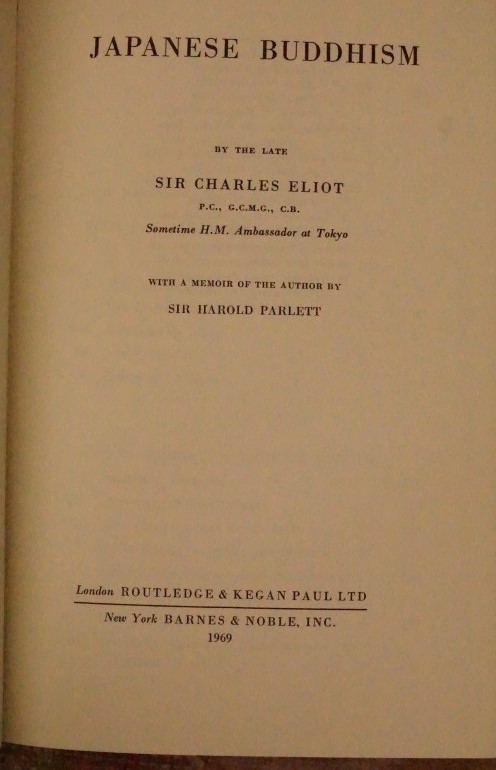 JAPANESE BUDDHISM
BY THE LATE
SIR CHARLES ELIOT
P.C., G.C.M.G., C.B.
Sometime H.M. Ambassador at Tokyo
WITH A MEMOIR OF THE AUTHOR BY
SIR HAROLD PARLETT
London ROUTLEDGE & KEGAN PAUL LTD
New York BARNES & NOBLE, INC.
1969